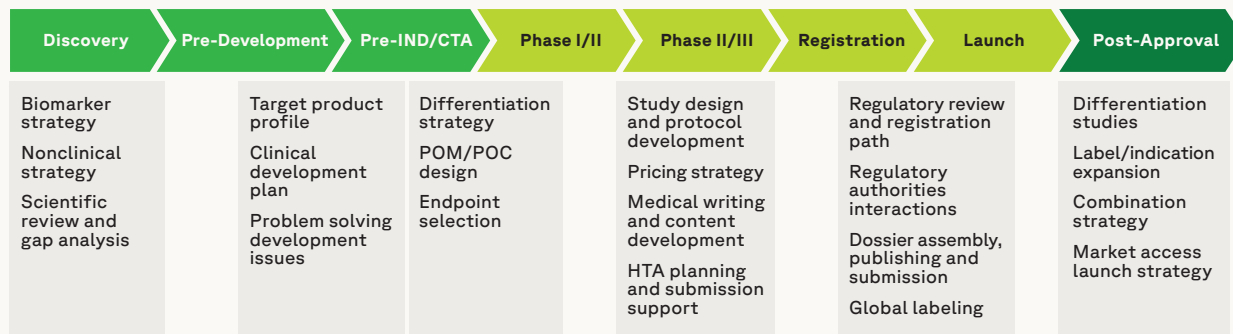 Discovery
Pre-Development
Pre-IND/CTA
Phase I/II
Phase II/III
Registration
Launch
Post-Approval
Biomarker
strategy
Nonclinical
strategy
Scientific
review and
gap analysis
Target product
profile
Clinical
development
plan
Problem solving
development
issues
Differentiation
strategy
POM/POC
design
Endpoint
selection
Study design
and protocol
development
Pricing strategy
Medical writing
and content
development
HTA planning
and submission
support
Regulatory review
and registration
path
Regulatory
authorities
interactions
Dossier assembly,
publishing and
submission
Global labeling
Differentiation
studies
Label/indication
expansion
Combination
strategy
Market access
launch strategy